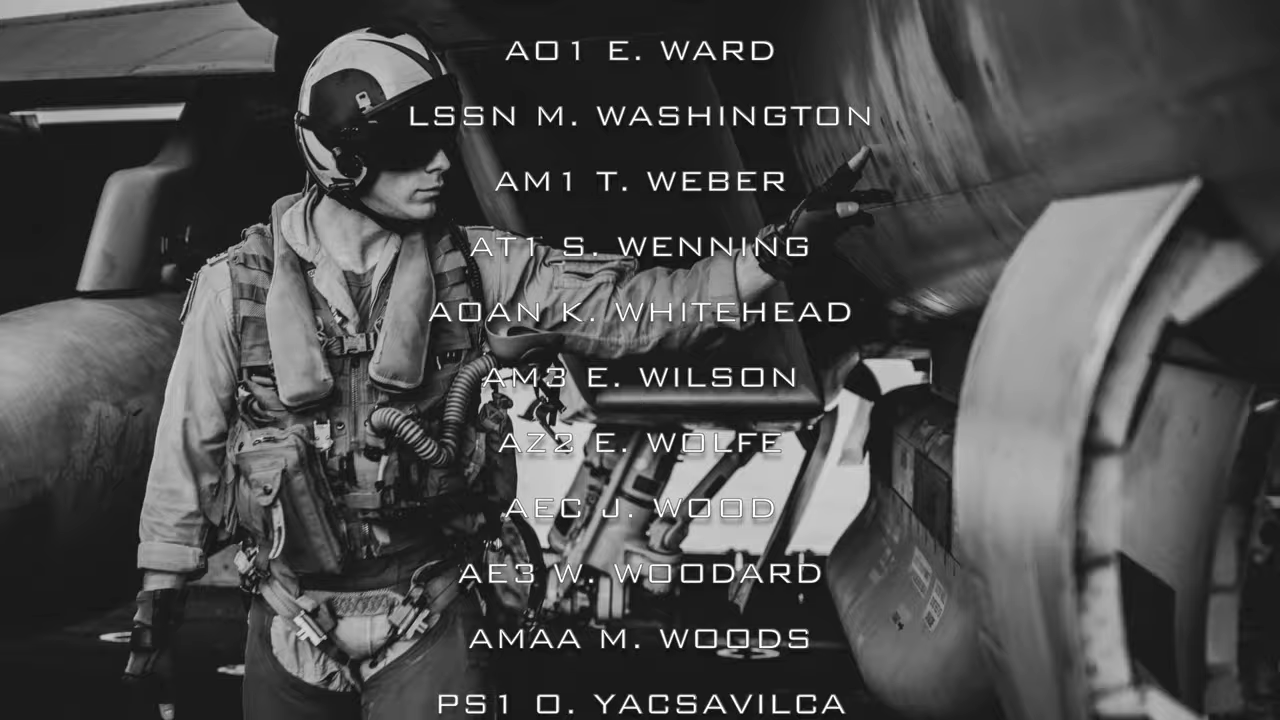 AO1 E. WARD
LSSN M. WASHINGTON
AM1 T. WEBER
AT1 S. WENNING
AOAN K. WHITEHEAD
AM3 E. WILSON
AZ2 E. WOLFE
AEC J. WOOD
AE3 W. WOODARD
AMAA M. WOODS
PS1 O. YACSAVILCA